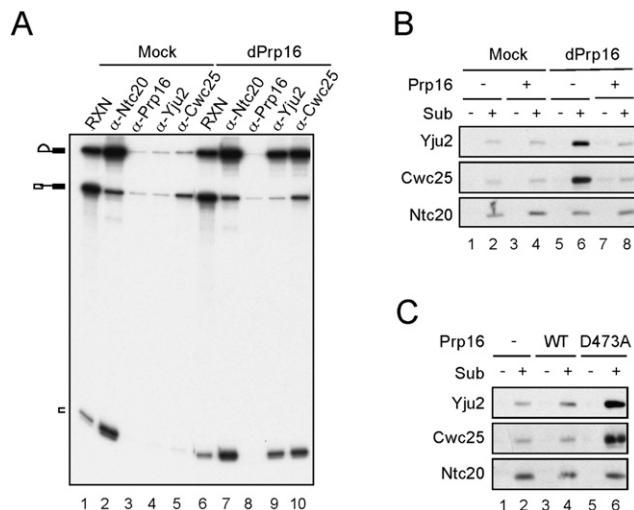 A
Mock dPrp16
RXN α-Ntc20 α-Prp16 α-Yju2 α-Cwc25 RXN α-Ntc20 α-Prp16 α-Yju2 α-Cwc25
1 2 3 4 5 6 7 8 9 10
B
Mock dPrp16
Prp16 - + - +
Sub - + - + - + - +
Yju2
Cwc25
Ntc20
1 2 3 4 5 6 7 8
C
Prp16 - WT D473A
Sub - + - + - +
Yju2
Cwc25
Ntc20
1 2 3 4 5 6